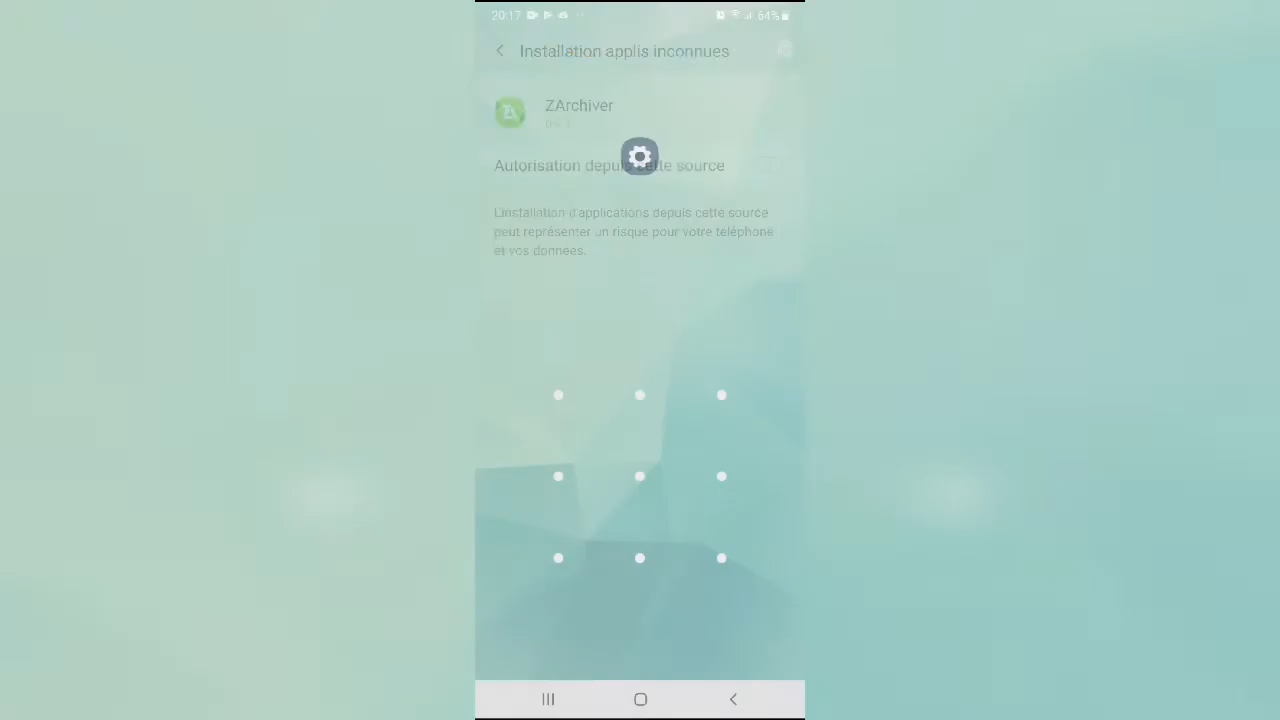 20:17 64%
Installation applis inconnues
ZArchiver
Autorisation depuis cette source
L'installation d'applications depuis cette source
peut représenter un risque pour votre téléphone
et vos données.